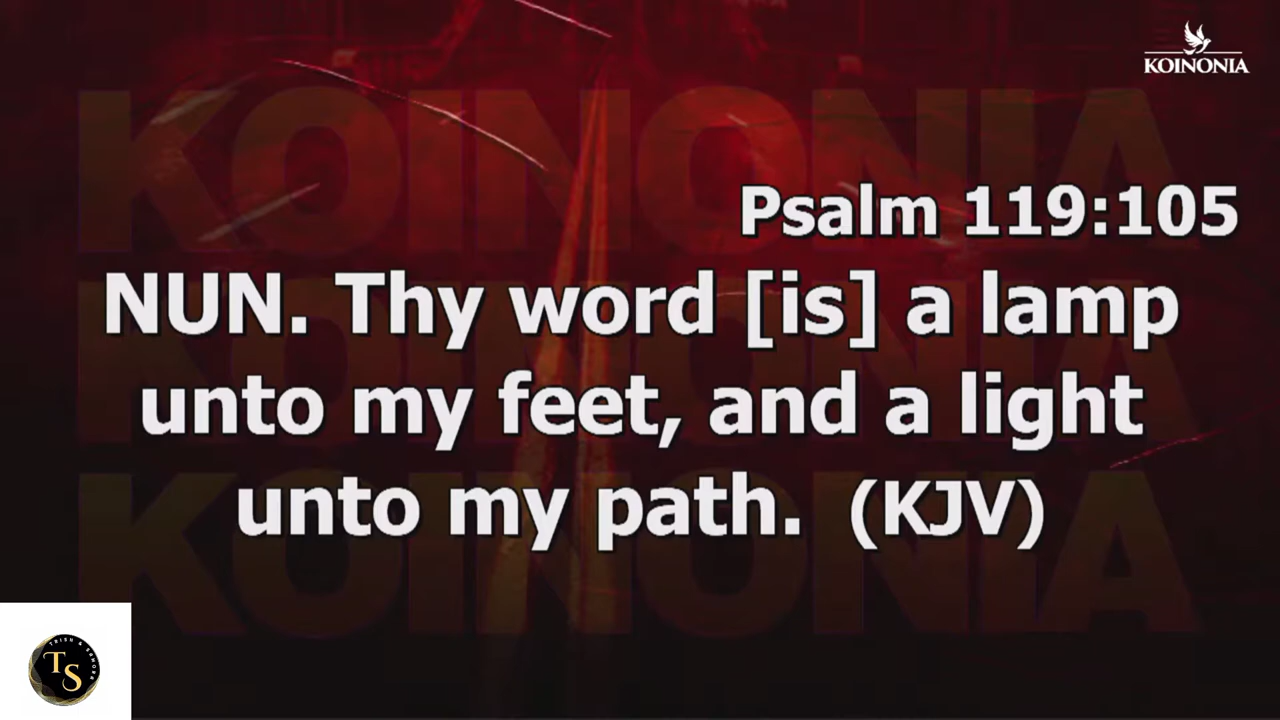 KOINONIA
KOINONIA
Psalm 119:105
NUN. Thy word [is] a lamp
KOINONIA
unto my feet, and a light
unto my path. (KJV)
KOINONIA
TS